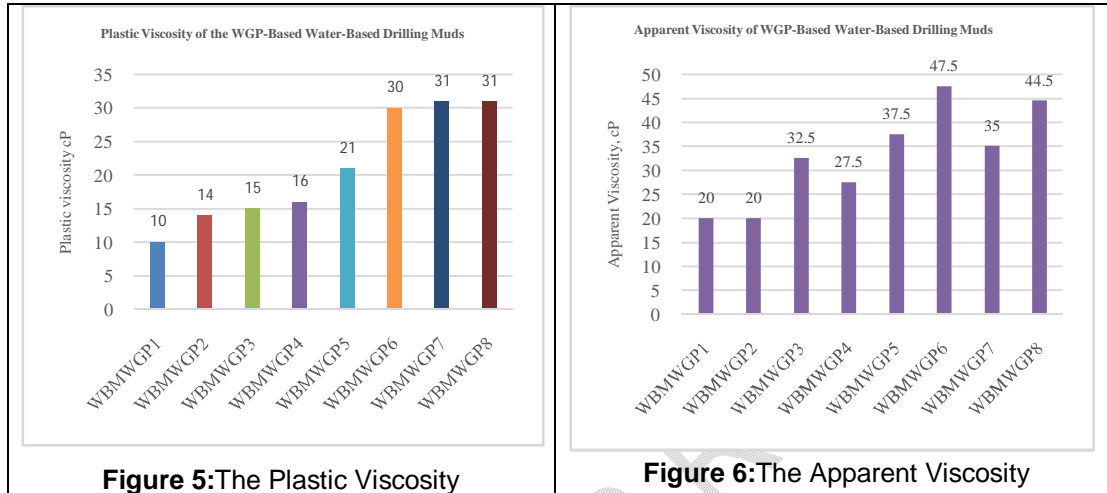 Plastic Viscosity of the WGP-Based Water-Based Drilling Muds
Plastic viscosity cP
35
30
25
20
15
10
5
0
10
14
15
16
21
30
31
31
WBMWGP1
WBMWGP2
WBMWGP3
WBMWGP4
WBMWGP5
WBMWGP6
WBMWGP7
WBMWGP8
Figure 5:The Plastic Viscosity
Apparent Viscosity of WGP-Based Water-Based Drilling Muds
Apparent Viscosity, cP
50
45
40
35
30
25
20
15
10
5
0
20
20
32.5
27.5
37.5
47.5
35
44.5
WBMWGP1
WBMWGP2
WBMWGP3
WBMWGP4
WBMWGP5
WBMWGP6
WBMWGP7
WBMWGP8
Figure 6:The Apparent Viscosity